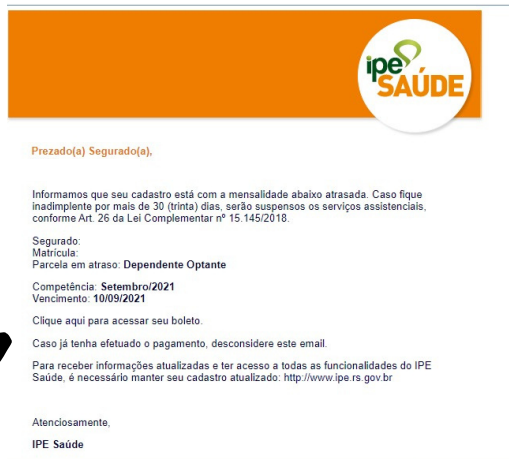 ipe
SAÚDE
Prezado(a) Segurado(a),
Informamos que seu cadastro está com a mensalidade abaixo atrasada. Caso fique
inadimplente por mais de 30 (trinta) dias, serão suspensos os serviços assistenciais,
conforme Art. 26 da Lei Complementar nº 15.145/2018.
Segurado:
Matrícula:
Parcela em atraso: Dependente Optante
Competência: Setembro/2021
Vencimento: 10/09/2021
Clique aqui para acessar seu boleto.
Caso já tenha efetuado o pagamento, desconsidere este email.
Para receber informações atualizadas e ter acesso a todas as funcionalidades do IPE
Saúde, é necessário manter seu cadastro atualizado: http://www.ipe.rs.gov.br
Atenciosamente,
IPE Saúde